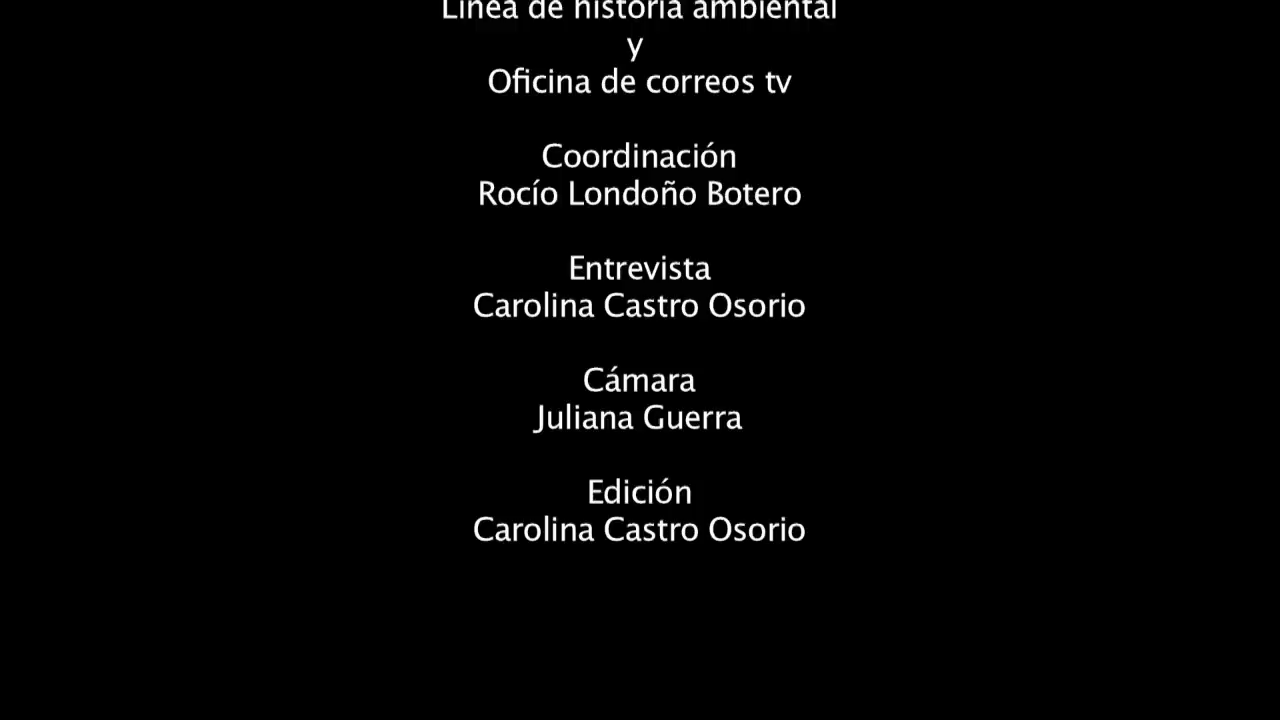 Línea de historia ambiental
y
Oficina de correos tv
Coordinación
Rocío Londoño Botero
Entrevista
Carolina Castro Osorio
Cámara
Juliana Guerra
Edición
Carolina Castro Osorio